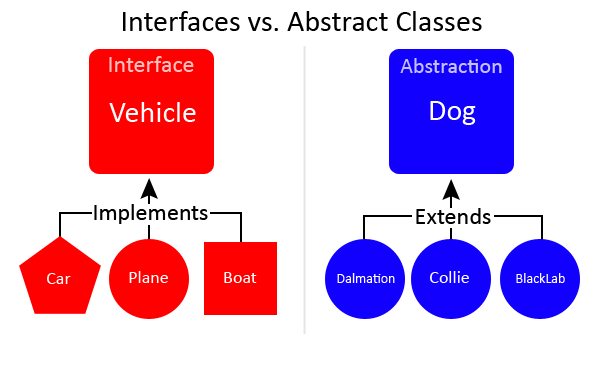 Interfaces vs. Abstract Classes
Interface
Vehicle
Implements
Car
Plane
Boat
Abstraction
Dog
Extends
Dalmation
Collie
BlackLab